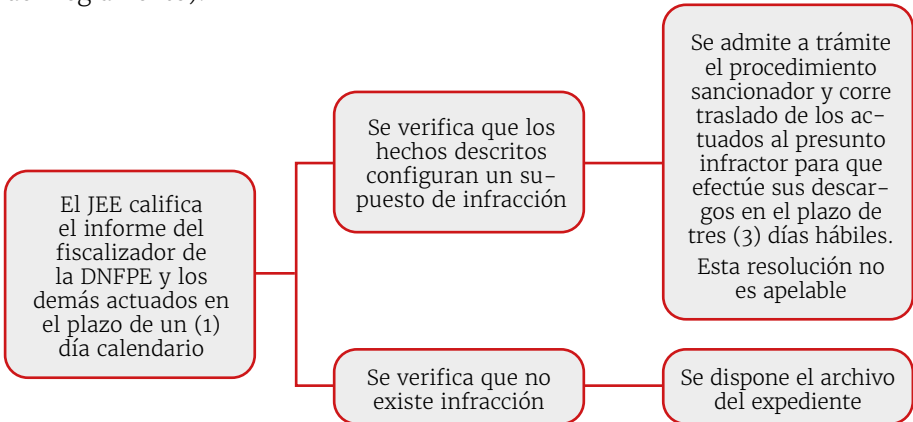 El JEE califica
el informe del
fiscalizador de
la DNFPE y los
demás actuados en
el plazo de un (1)
día calendario
Se verifica que los
hechos descritos
configuran un su-
puesto de infracción
Se admite a trámite
el procedimiento
sancionador y corre
traslado de los ac-
tuados al presunto
infractor para que
efectúe sus descar-
gos en el plazo de
tres (3) días hábiles.
Esta resolución no
es apelable
Se verifica que no
existe infracción
Se dispone el archivo
del expediente